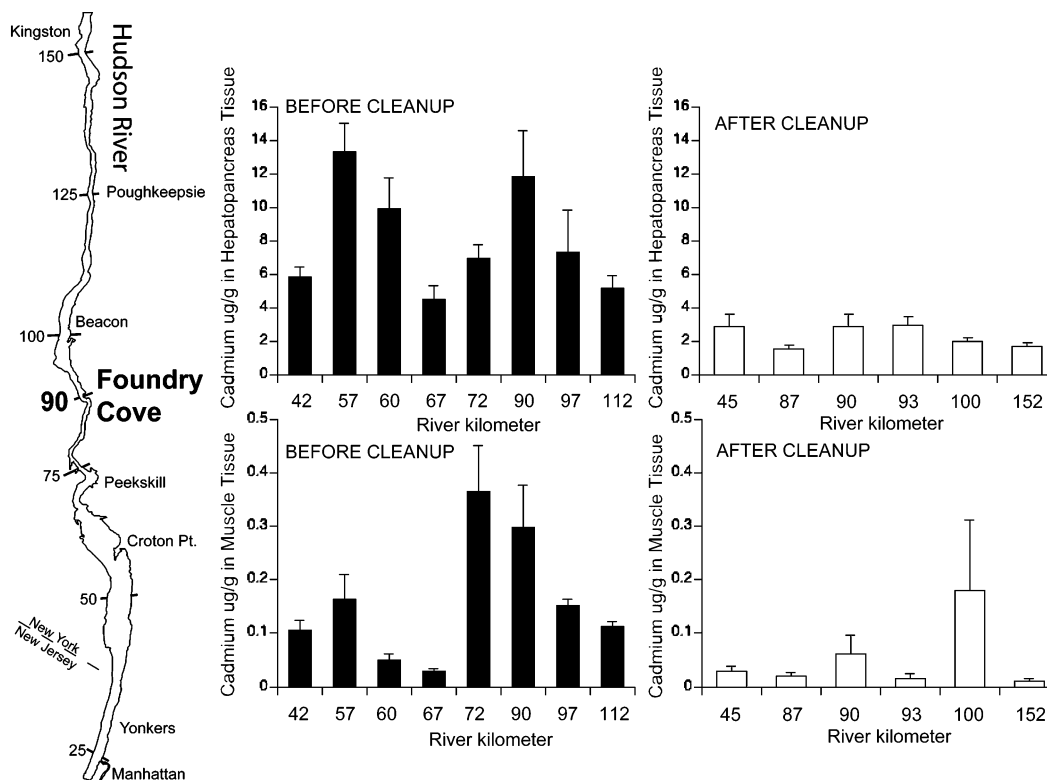 Kingston
150
Hudson River
125
Poughkeepsie
100
Beacon
90
Foundry
Cove
75
Peekskill
Croton Pt.
50
New York
New Jersey
Yonkers
25
Manhattan
BEFORE CLEANUP
Cadmium ug/g in Hepatopancreas Tissue
16
14
12
10
8
6
4
2
0
42 57 60 67 72 90 97 112
River kilometer
AFTER CLEANUP
Cadmium ug/g in Hepatopancreas Tissue
16
14
12
10
8
6
4
2
0
45 87 90 93 100 152
River kilometer
BEFORE CLEANUP
Cadmium ug/g in Muscle Tissue
0.5
0.4
0.3
0.2
0.1
0
42 57 60 67 72 90 97 112
River kilometer
AFTER CLEANUP
Cadmium ug/g in Muscle Tissue
0.5
0.4
0.3
0.2
0.1
0
45 87 90 93 100 152
River kilometer